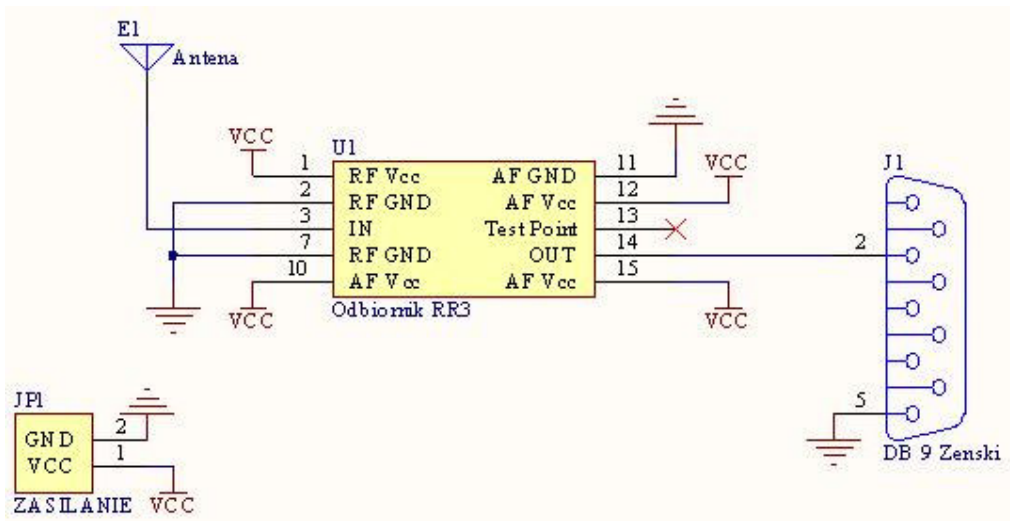 E1
Antena
VCC
U1
1 RF Vcc
2 RF GND
3 IN
7 RF GND
10 AF Vcc
VCC
AF GND 11
AF Vcc 12
Test Point 13
OUT 14
AF Vcc 15
VCC
VCC
Odbiornik RR3
J1
2
5
DB 9 Zenski
JP1
GND 2
VCC 1
ZASILANIE
VCC